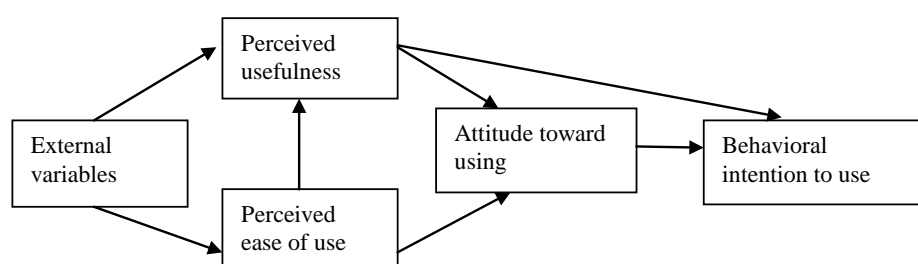 Perceived
usefulness
External
variables
Perceived
ease of use
Attitude toward
using
Behavioral
intention to use